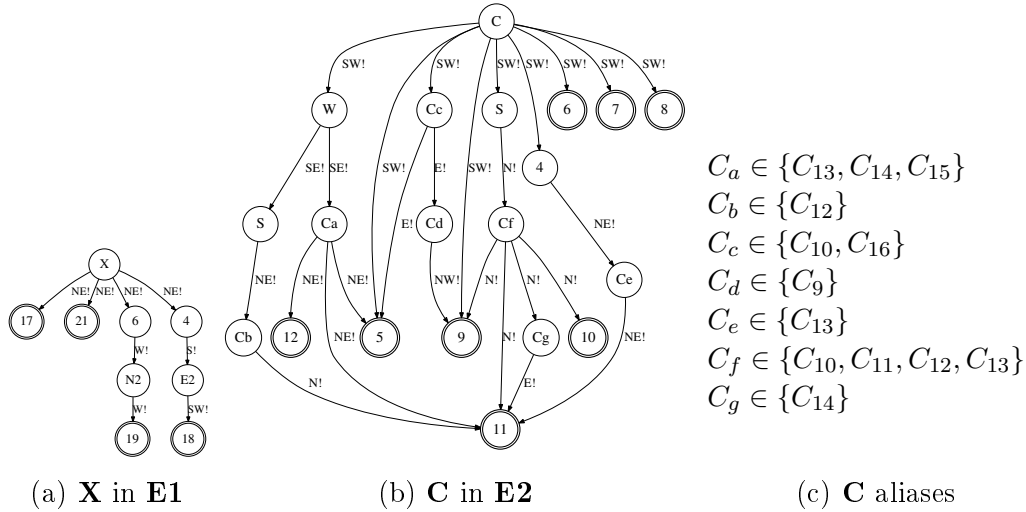 C
SW! SW! SW! SW! SW! SW! SW!
W Cc S 6 7 8
SE! SE! SW! E! SW! N! 4
S Ca E! Cd Cf NE!
X
NE! NE! NE! NE!
NE! NE! NE! NW! N! N! N! Ce
17 21 6 4
Cb 12 NE! 5 9 N! Cg 10 NE!
W! S!
N2 E2
N! E!
W! SW!
19 18
11
C_a ∈ {C_13, C_14, C_15}
C_b ∈ {C_12}
C_c ∈ {C_10, C_16}
C_d ∈ {C_9}
C_e ∈ {C_13}
C_f ∈ {C_10, C_11, C_12, C_13}
C_g ∈ {C_14}
(a) X in E1
(b) C in E2
(c) C aliases